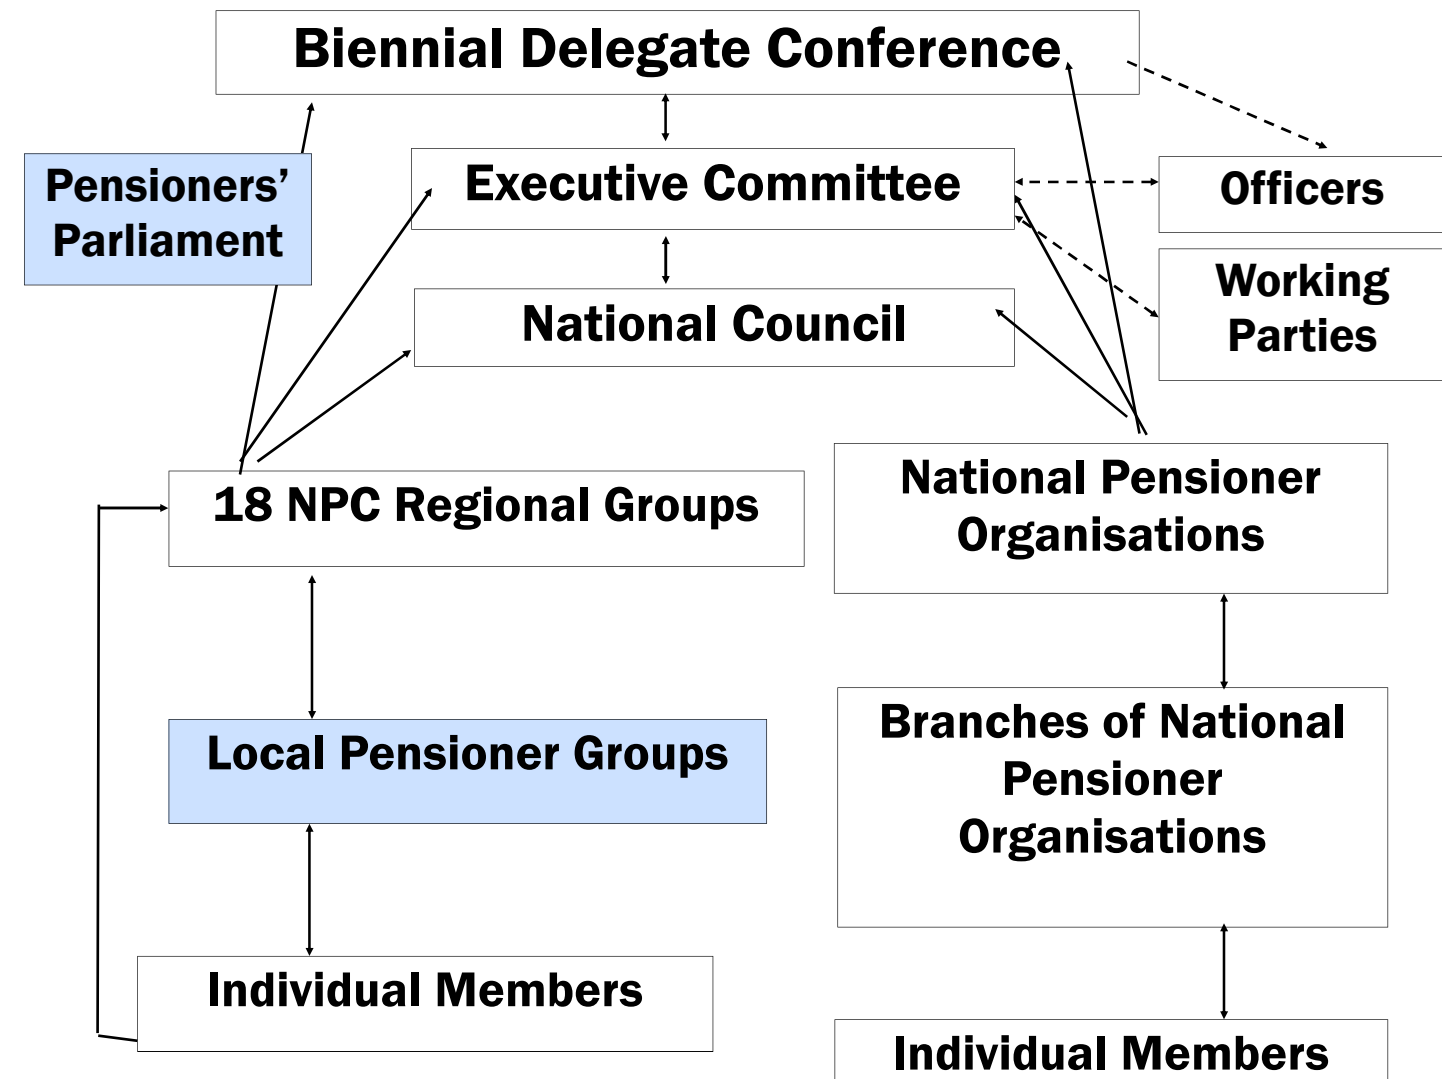 Biennial Delegate Conference
Pensioners’
Parliament
Executive Committee
Officers
Working
Parties
National Council
18 NPC Regional Groups
National Pensioner
Organisations
Local Pensioner Groups
Branches of National
Pensioner
Organisations
Individual Members
Individual Members